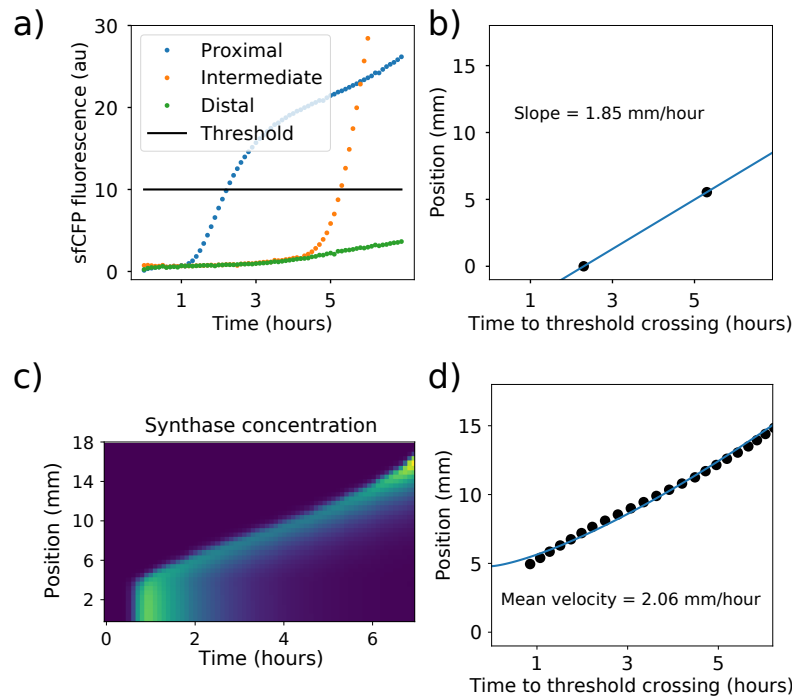 a)
sfCFP fluorescence (au)
30
20
10
0
Proximal
Intermediate
Distal
Threshold
1 3 5
Time (hours)
b)
Position (mm)
15
10
5
0
Slope = 1.85 mm/hour
1 3 5
Time to threshold crossing (hours)
c)
Synthase concentration
Position (mm)
18
14
10
6
2
0 2 4 6
Time (hours)
d)
Position (mm)
15
10
5
0
Mean velocity = 2.06 mm/hour
1 3 5
Time to threshold crossing (hours)